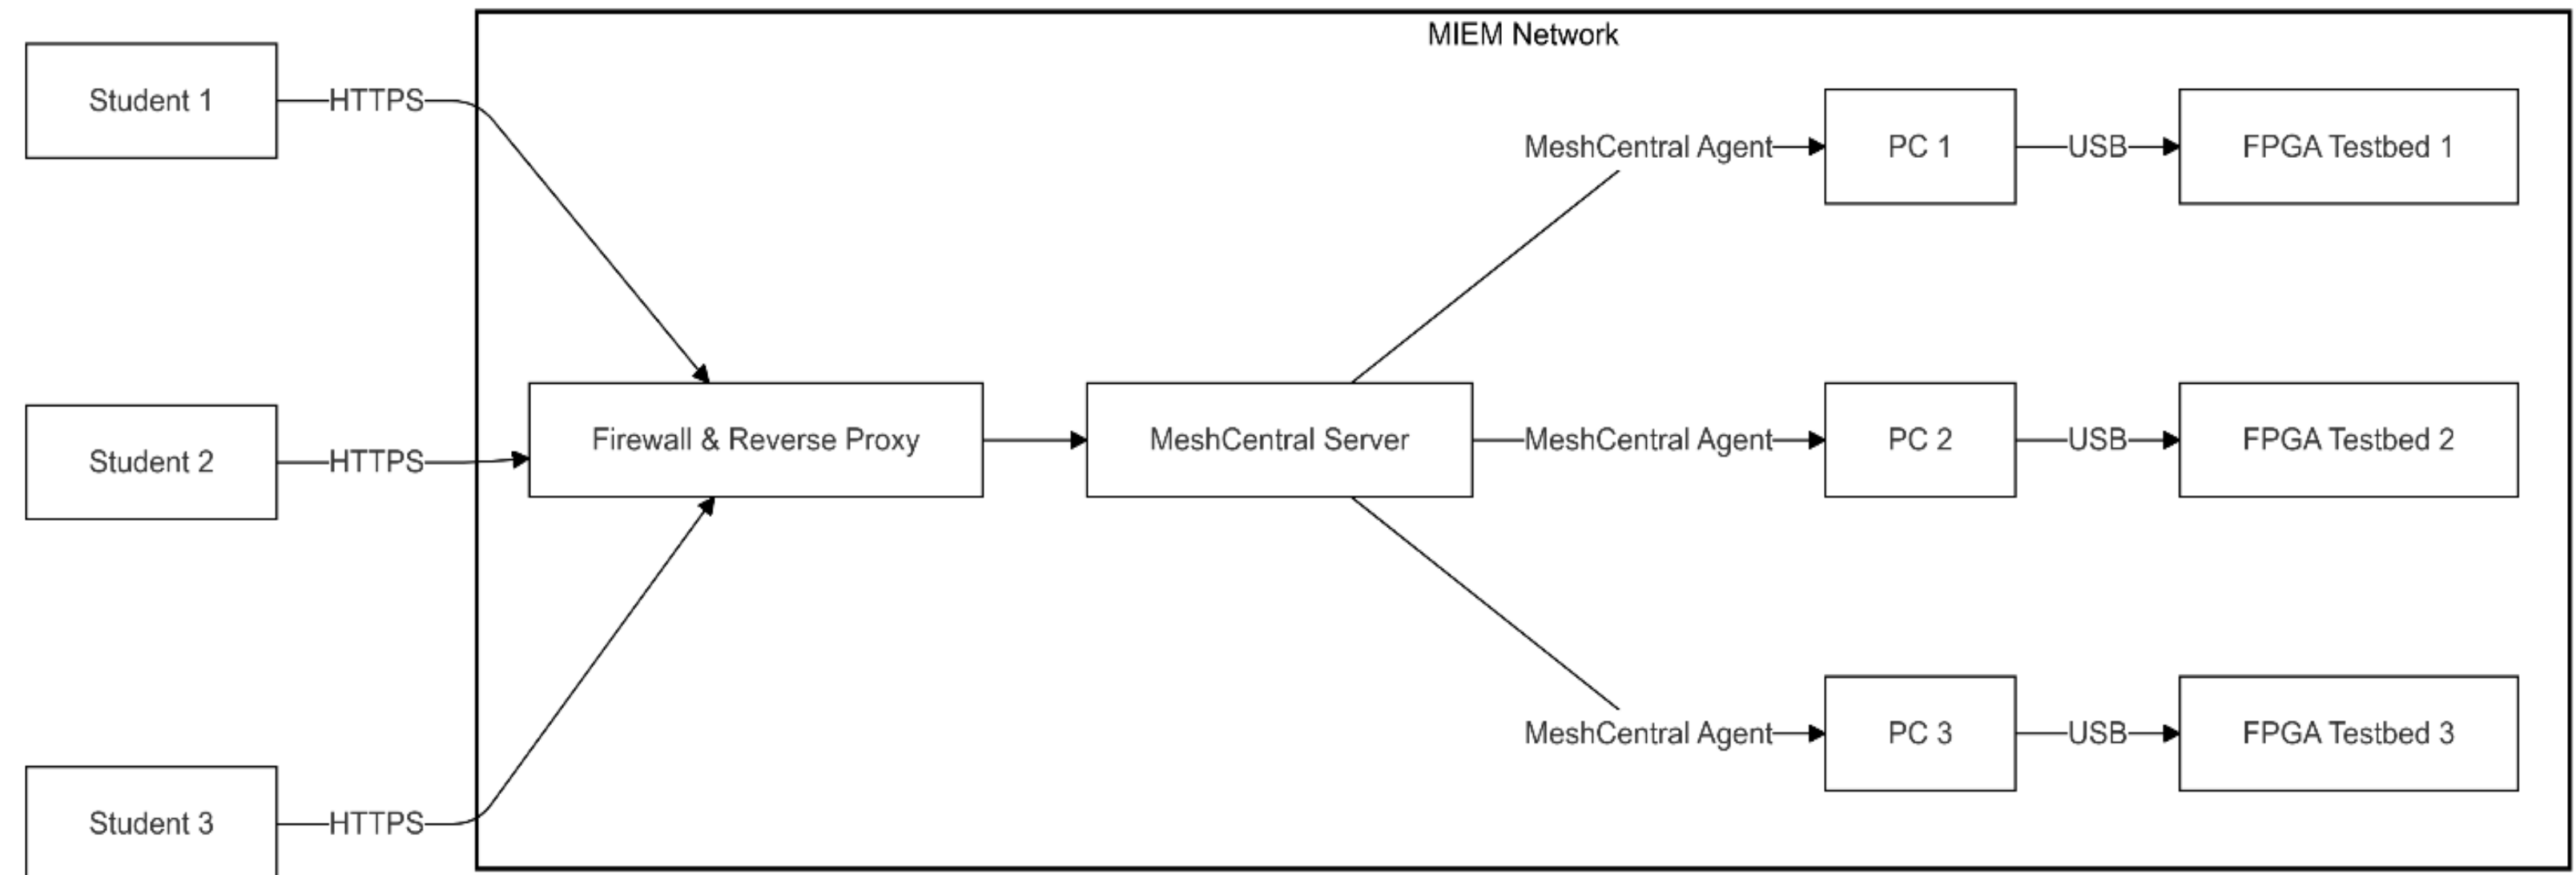 MIEM Network
Student 1
HTTPS
MeshCentral Agent
PC 1
USB
FPGA Testbed 1
Student 2
HTTPS
Firewall & Reverse Proxy
MeshCentral Server
MeshCentral Agent
PC 2
USB
FPGA Testbed 2
Student 3
HTTPS
MeshCentral Agent
PC 3
USB
FPGA Testbed 3